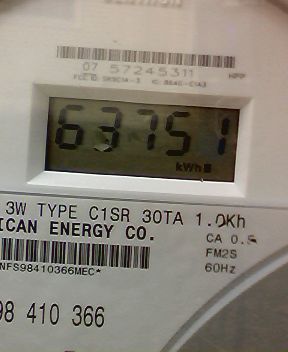 07 57245311 HPP
63751
kWh
3W TYPE C1SR 30TA 1.0Kh
ICAN ENERGY CO.
CA 0.5
FM2S
NFS98410366MEC*
60Hz
98 410 366